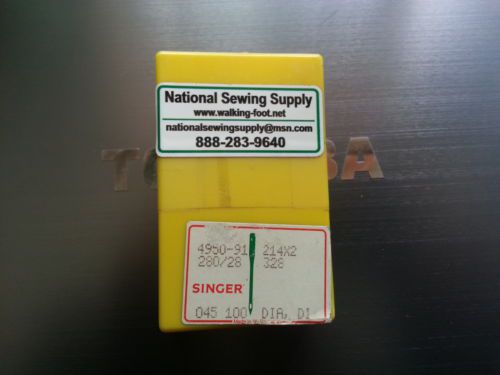 National Sewing Supply
www.walking-foot.net
nationalsewingsupply@msn.com
888-283-9640
4950-91 214X2
280/28 328
SINGER
045 100 DIA, DI